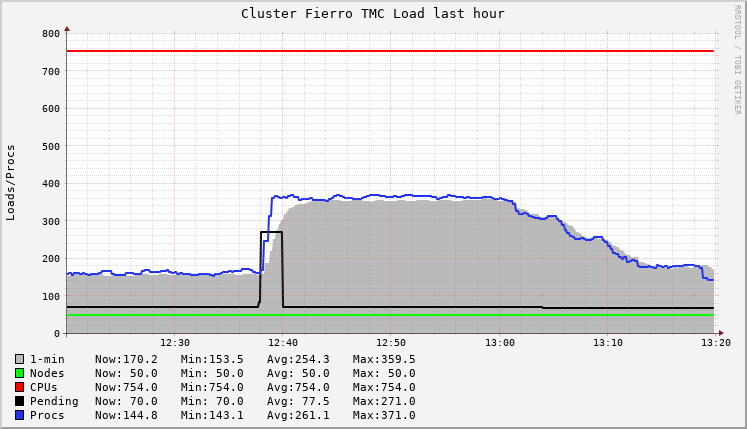 Cluster Fierro TMC Load last hour
RRDTOOL / TOBI OETIKER
Loads/Procs
800
700
600
500
400
300
200
100
0
12:30 12:40 12:50 13:00 13:10 13:20
1-min Now:170.2 Min:153.5 Avg:254.3 Max:359.5
Nodes Now: 50.0 Min: 50.0 Avg: 50.0 Max: 50.0
CPUs Now:754.0 Min:754.0 Avg:754.0 Max:754.0
Pending Now: 70.0 Min: 70.0 Avg: 77.5 Max:271.0
Procs Now:144.8 Min:143.1 Avg:261.1 Max:371.0